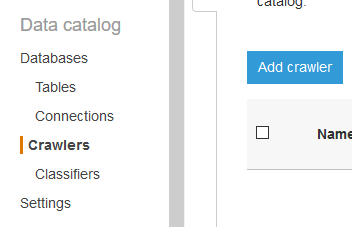 Data catalog
Databases
Tables
Connections
Crawlers
Classifiers
Settings
catalog.
Add crawler
Name